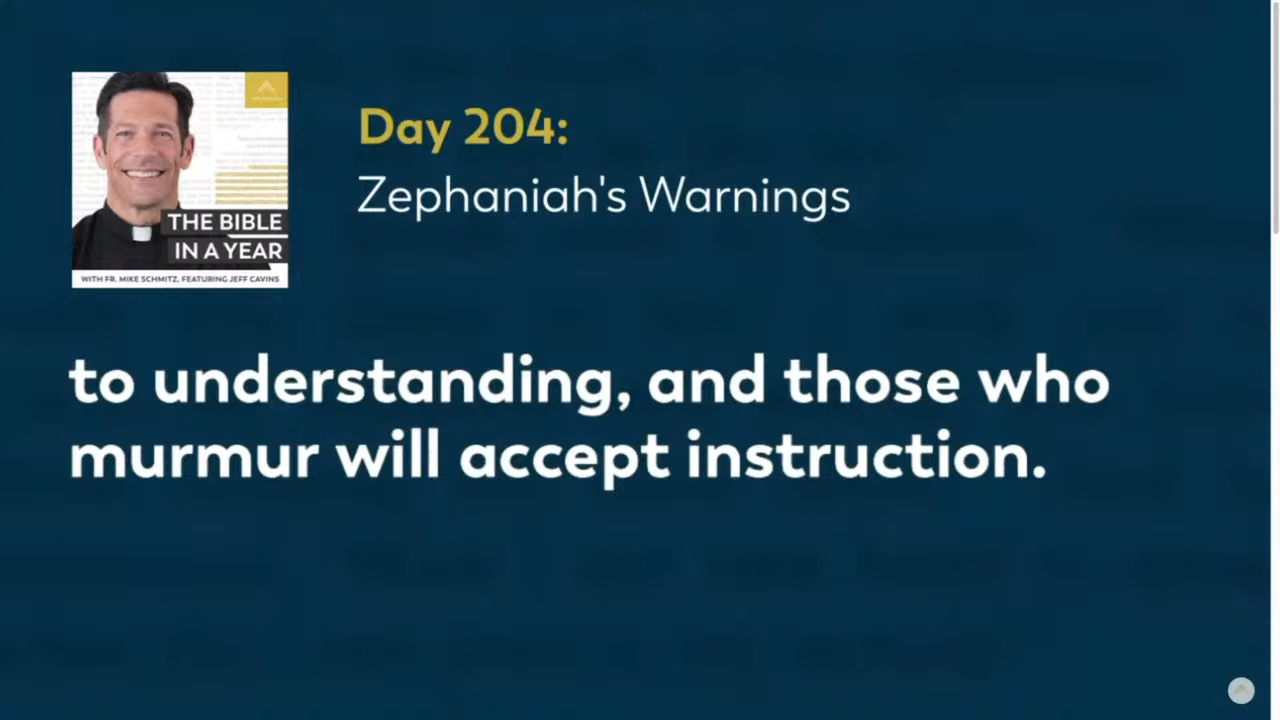 Day 204:
Zephaniah's Warnings
THE BIBLE
IN A YEAR
WITH FR. MIKE SCHMITZ, FEATURING JEFF CAVINS
to understanding, and those who
murmur will accept instruction.